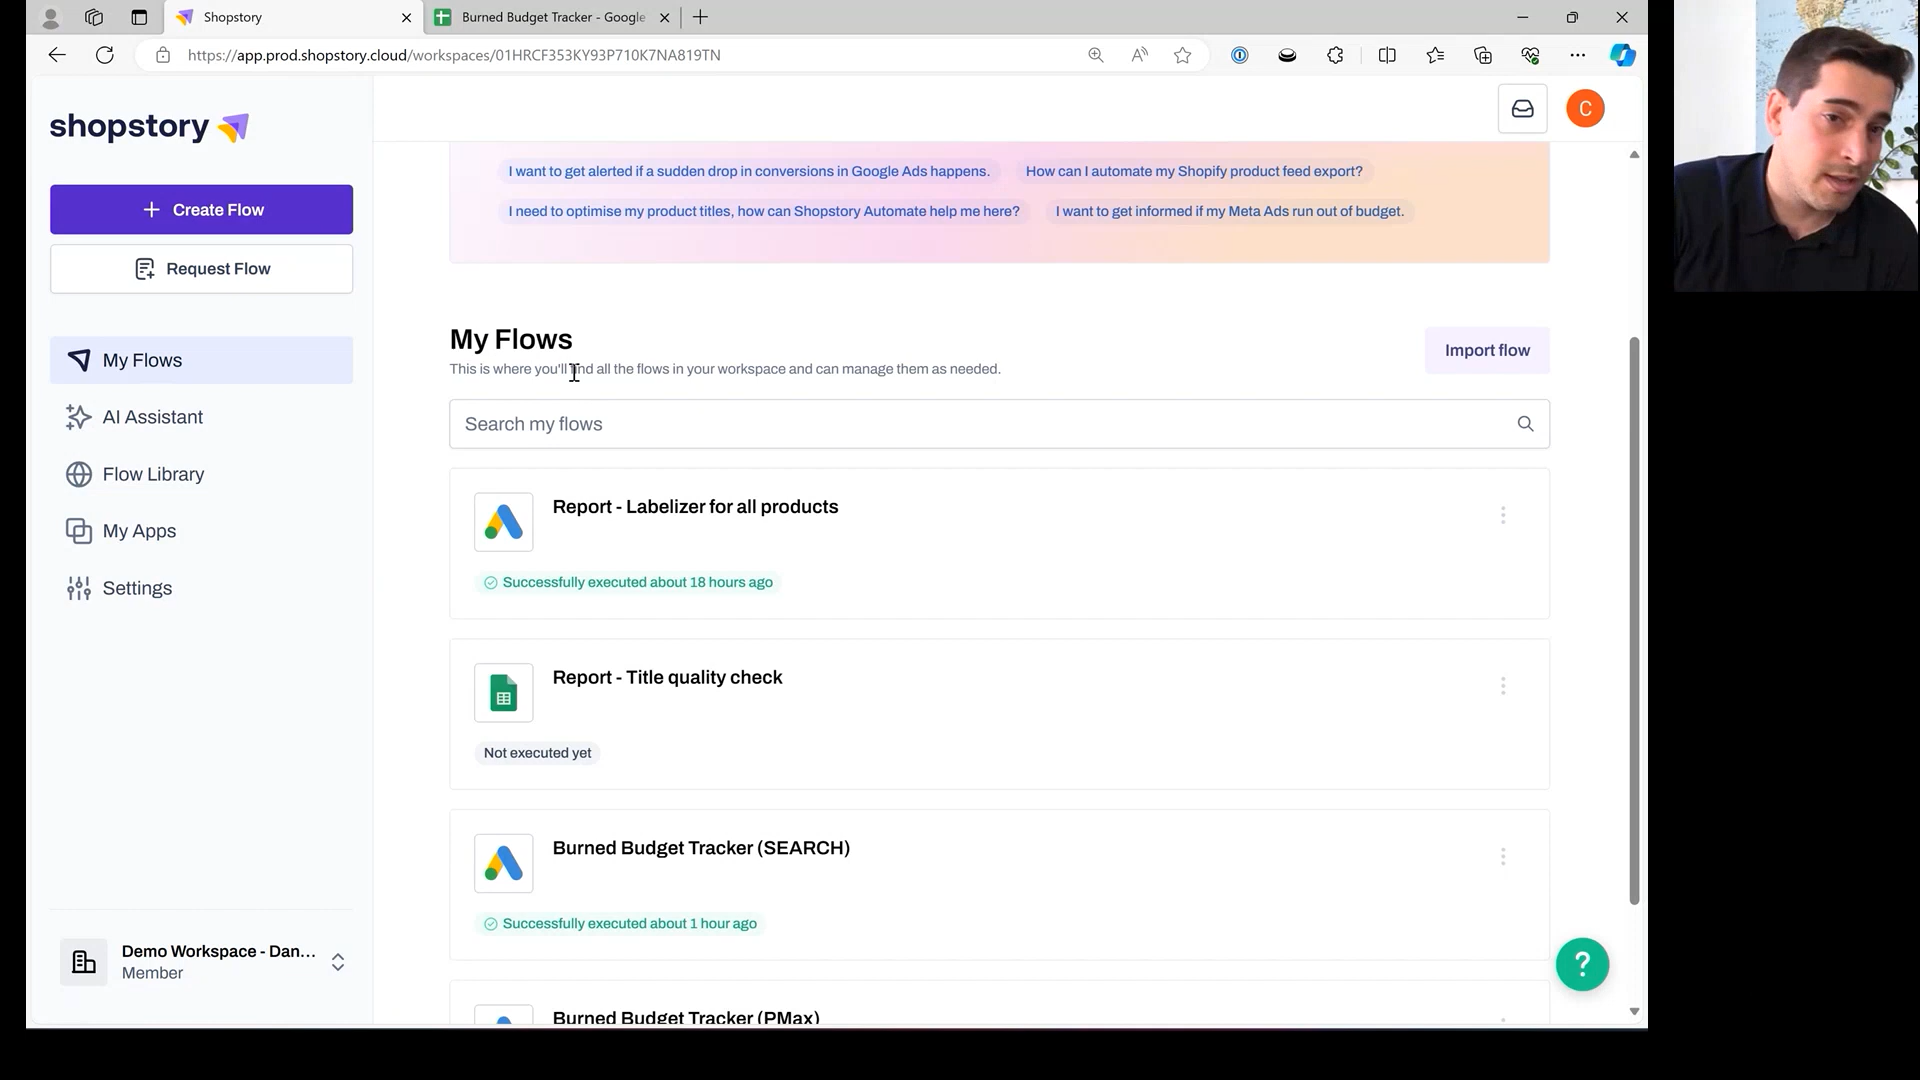 Shopstory
Burned Budget Tracker - Google
https://app.prod.shopstory.cloud/workspaces/01HRCF353KY93P710K7NA819TN
shopstory
C
Create Flow
Request Flow
My Flows
AI Assistant
Flow Library
My Apps
Settings
Demo Workspace - Dan...
Member
I want to get alerted if a sudden drop in conversions in Google Ads happens.
How can I automate my Shopify product feed export?
I need to optimise my product titles, how can Shopstory Automate help me here?
I want to get informed if my Meta Ads run out of budget.
My Flows
Import flow
This is where you'll find all the flows in your workspace and can manage them as needed.
Search my flows
Report - Labelizer for all products
Successfully executed about 18 hours ago
Report - Title quality check
Not executed yet
Burned Budget Tracker (SEARCH)
Successfully executed about 1 hour ago
Burned Budget Tracker (PMax)
?